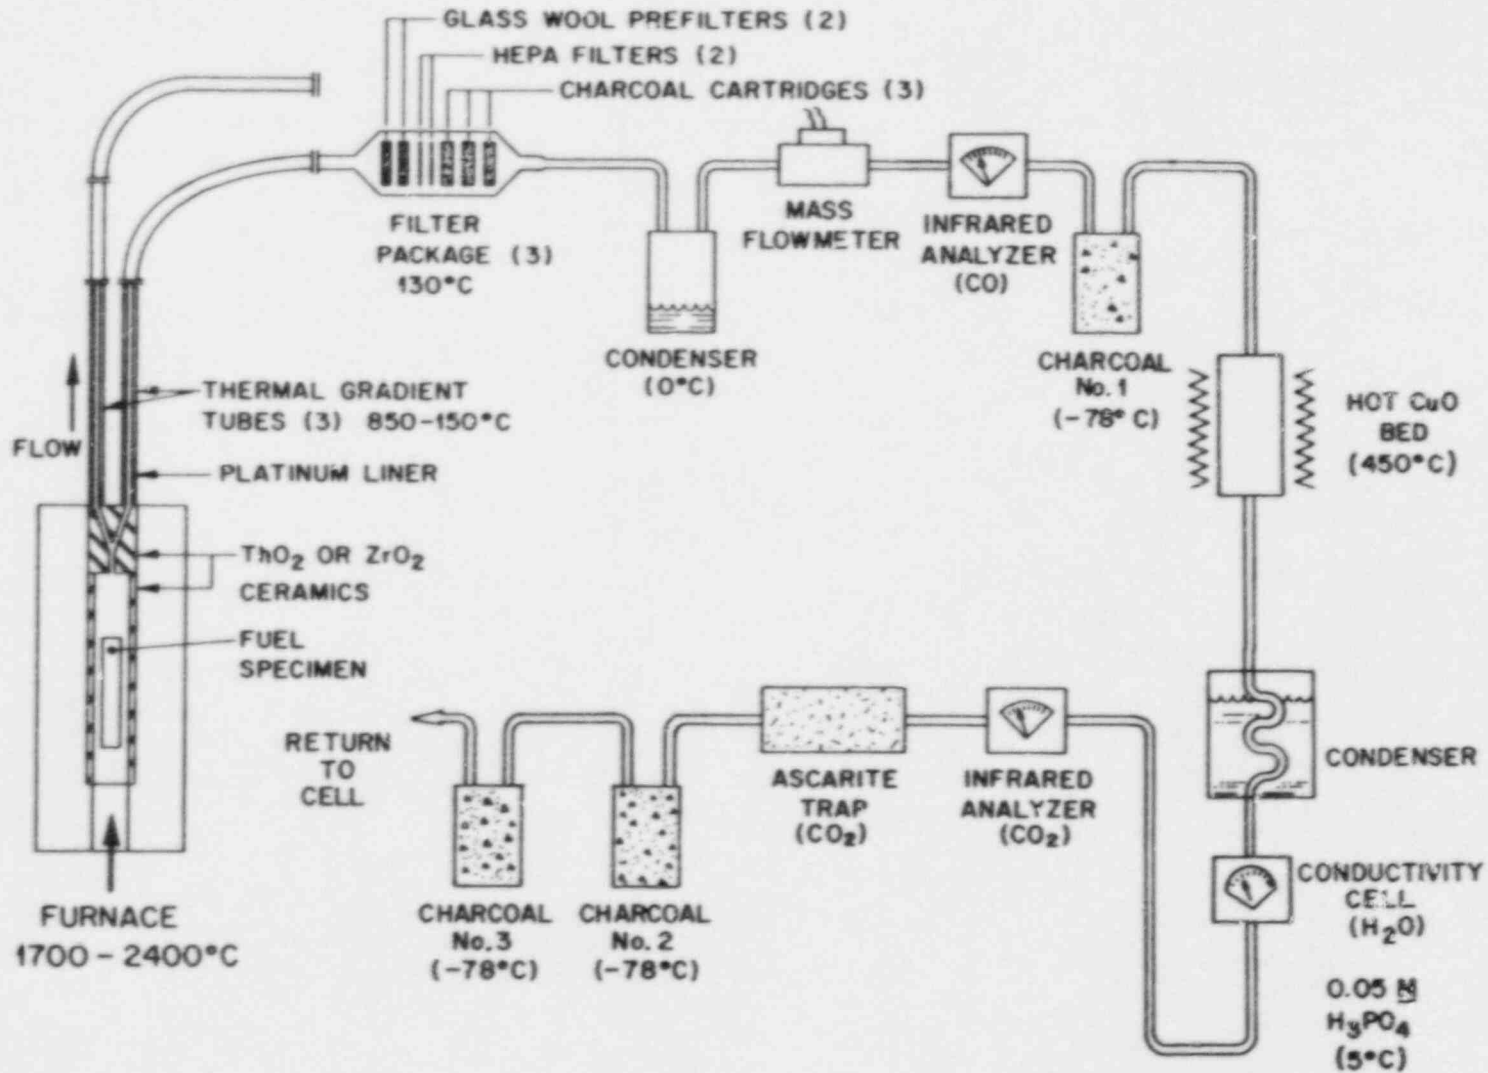 GLASS WOOL PREFILTERS (2)
HEPA FILTERS (2)
CHARCOAL CARTRIDGES (3)
FILTER
PACKAGE (3)
130°C
MASS
FLOWMETER
INFRARED
ANALYZER
(CO)
CONDENSER
(0°C)
CHARCOAL
No. 1
(-78°C)
HOT CuO
BED
(450°C)
THERMAL GRADIENT
TUBES (3) 850-150°C
FLOW
PLATINUM LINER
ThO₂ OR ZrO₂
CERAMICS
FUEL
SPECIMEN
FURNACE
1700 - 2400°C
CONDENSER
CONDUCTIVITY
CELL
(H₂O)
0.05 M
H₃PO₄
(5°C)
INFRARED
ANALYZER
(CO₂)
ASCARITE
TRAP
(CO₂)
CHARCOAL
No. 2
(-78°C)
CHARCOAL
No. 3
(-78°C)
RETURN
TO
CELL